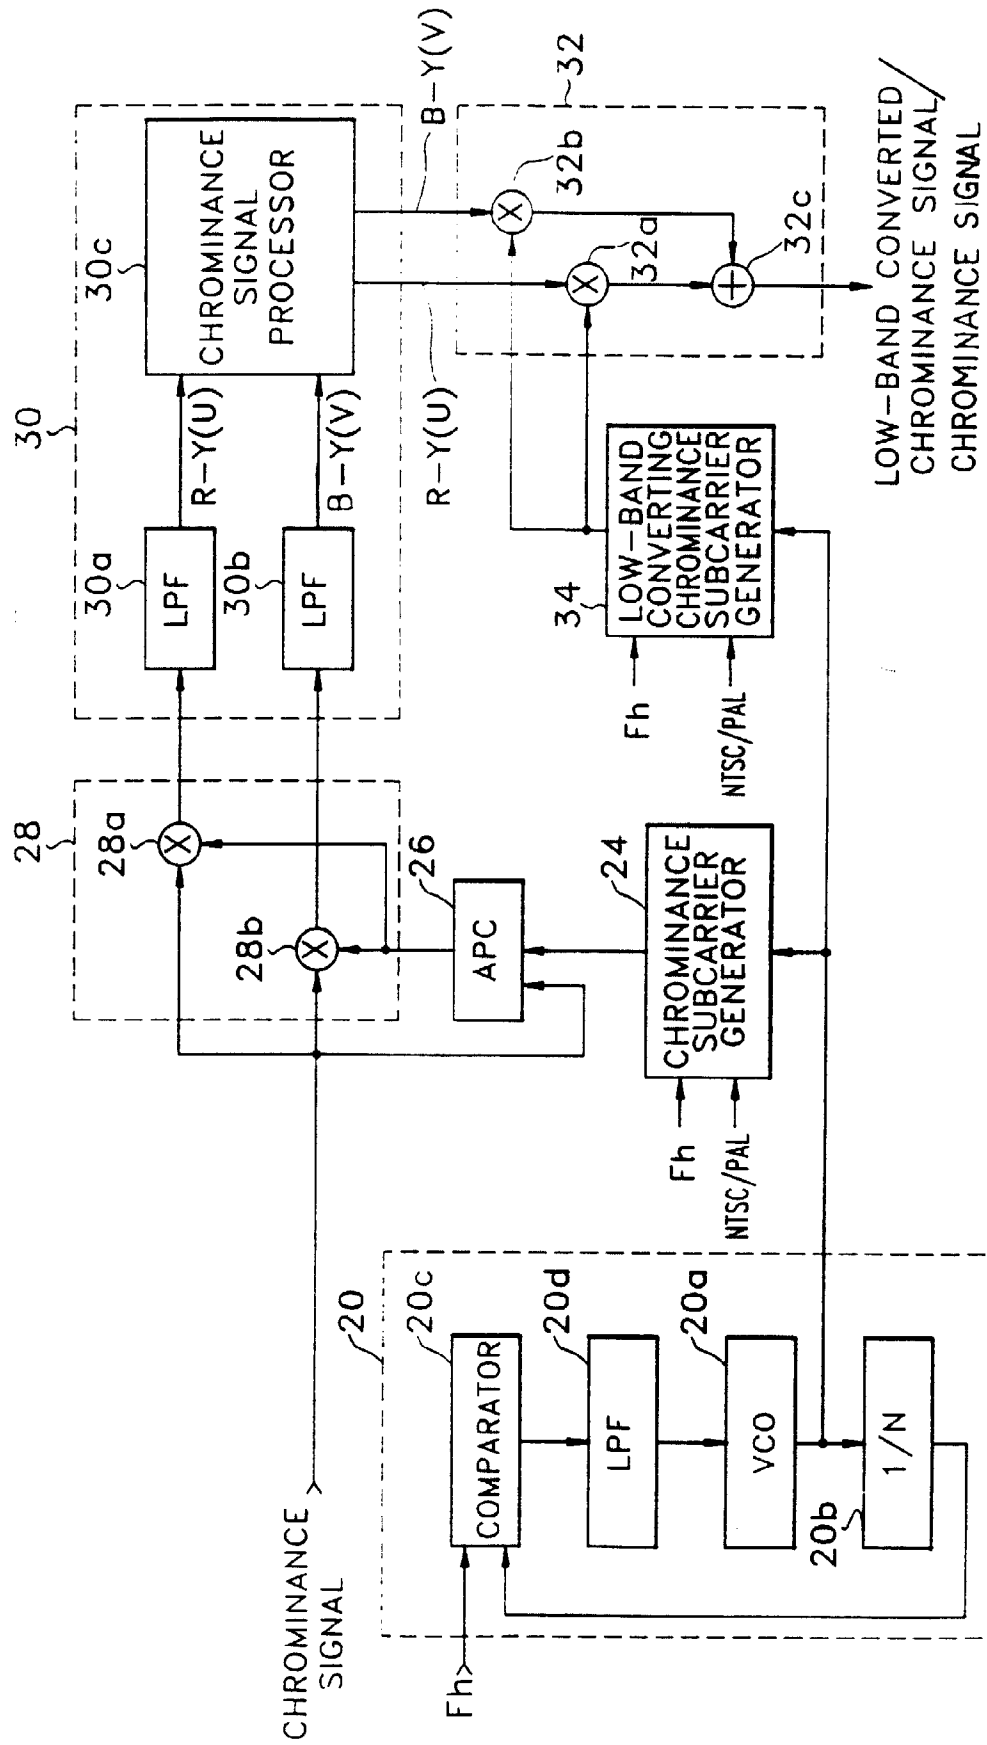 30
30c
CHROMINANCE
SIGNAL
PROCESSOR
R-Y(U)
B-Y(V)
30a
LPF
30b
LPF
28
28a
X
28b
X
26
APC
24
CHROMINANCE
SUBCARRIER
GENERATOR
Fh
NTSC/PAL
CHROMINANCE
SIGNAL
20
20c
COMPARATOR
Fh
20d
LPF
20a
VCO
20b
1/N
34
LOW-BAND
CONVERTING
CHROMINANCE
SUBCARRIER
GENERATOR
Fh
NTSC/PAL
R-Y(U)
B-Y(V)
32
32b
X
32a
X
32c
+
LOW-BAND CONVERTED/
CHROMINANCE SIGNAL/
CHROMINANCE SIGNAL